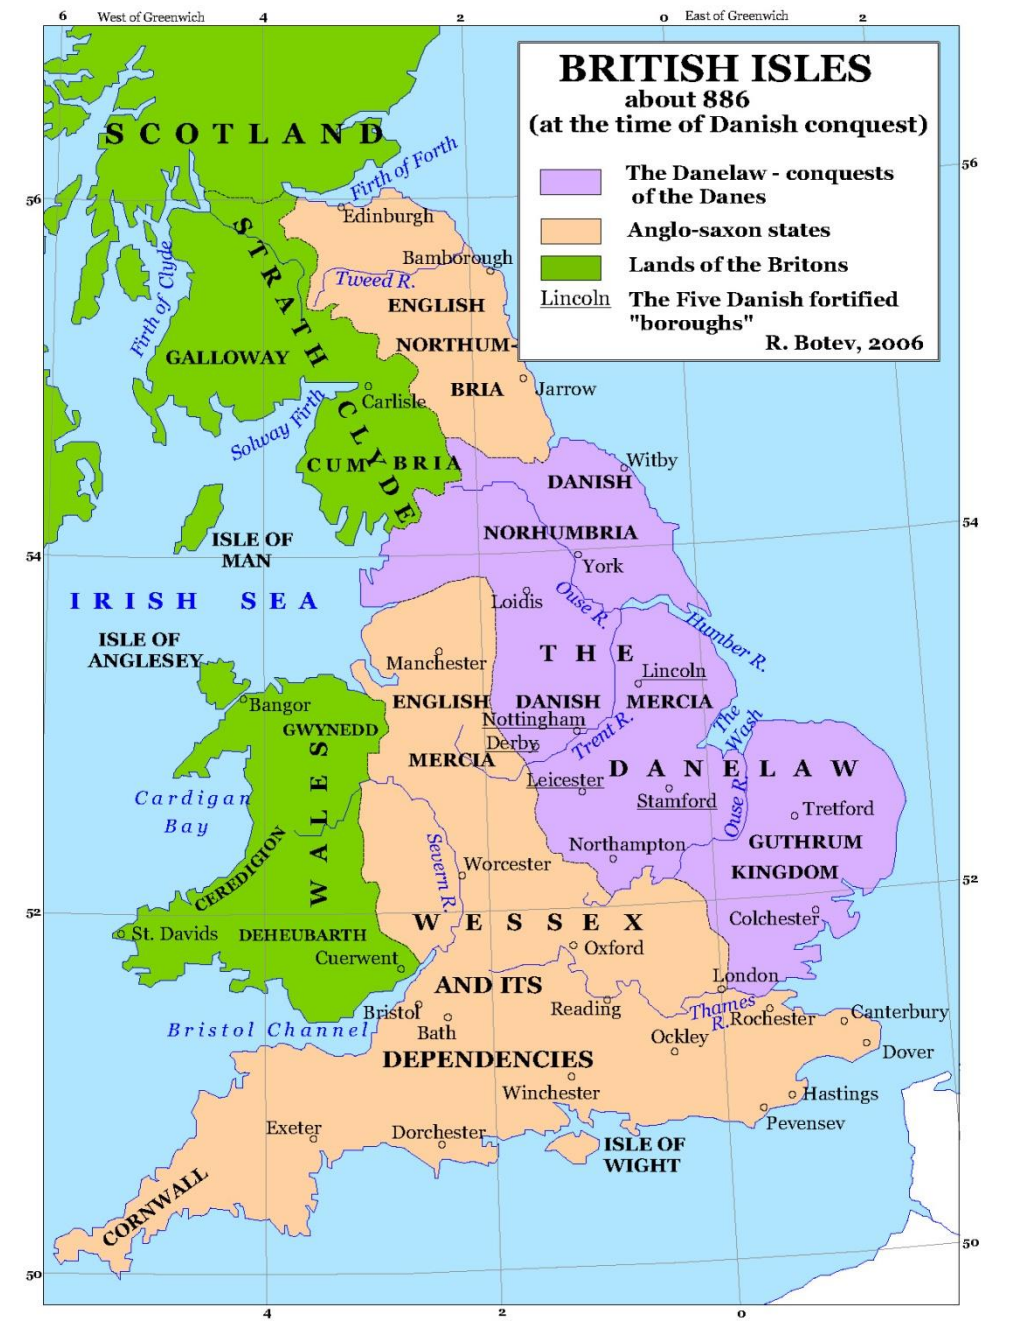 6
West of Greenwich
4
2
0
East of Greenwich
2
BRITISH ISLES
about 886
(at the time of Danish conquest)
The Danelaw - conquests
of the Danes
Anglo-saxon states
Lands of the Britons
Lincoln
The Five Danish fortified
"boroughs"
R. Botev, 2006
SCOTLAND
Firth of Forth
56
56
Edinburgh
STRATH
CLYDE
Firth of Clyde
Bamborough
Tweed R.
ENGLISH
NORTHUM-
BRIA
GALLOWAY
Jarrow
Carlisle
Solway Firth
CUM BRIA
Witby
DANISH
NORHUMBRIA
54
54
ISLE OF
MAN
York
Loidis
Ouse R.
IRISH SEA
Humber R.
ISLE OF
ANGLESEY
THE
Manchester
Lincoln
Bangor
ENGLISH
DANISH
MERCIA
GWYNEDD
Nottingham
The
Wash
Derby
Trent R.
MERCIA
Leicester
DANELAW
Cardigan
Bay
WALES
Stamford
Ouse R.
Tretford
Severn R.
Northampton
GUTHRUM
KINGDOM
CEREDIGION
Worcester
52
52
WESSEX
Colchester
St. Davids
DEHEUBARTH
Oxford
Cuerwent
London
AND ITS
Bristol
Reading
Thames
R.
Rochester
Canterbury
Bristol Channel
Bath
Ockley
Dover
DEPENDENCIES
Winchester
Hastings
Pevensev
Exeter
Dorchester
ISLE OF
WIGHT
CORNWALL
50
50
4
2
0